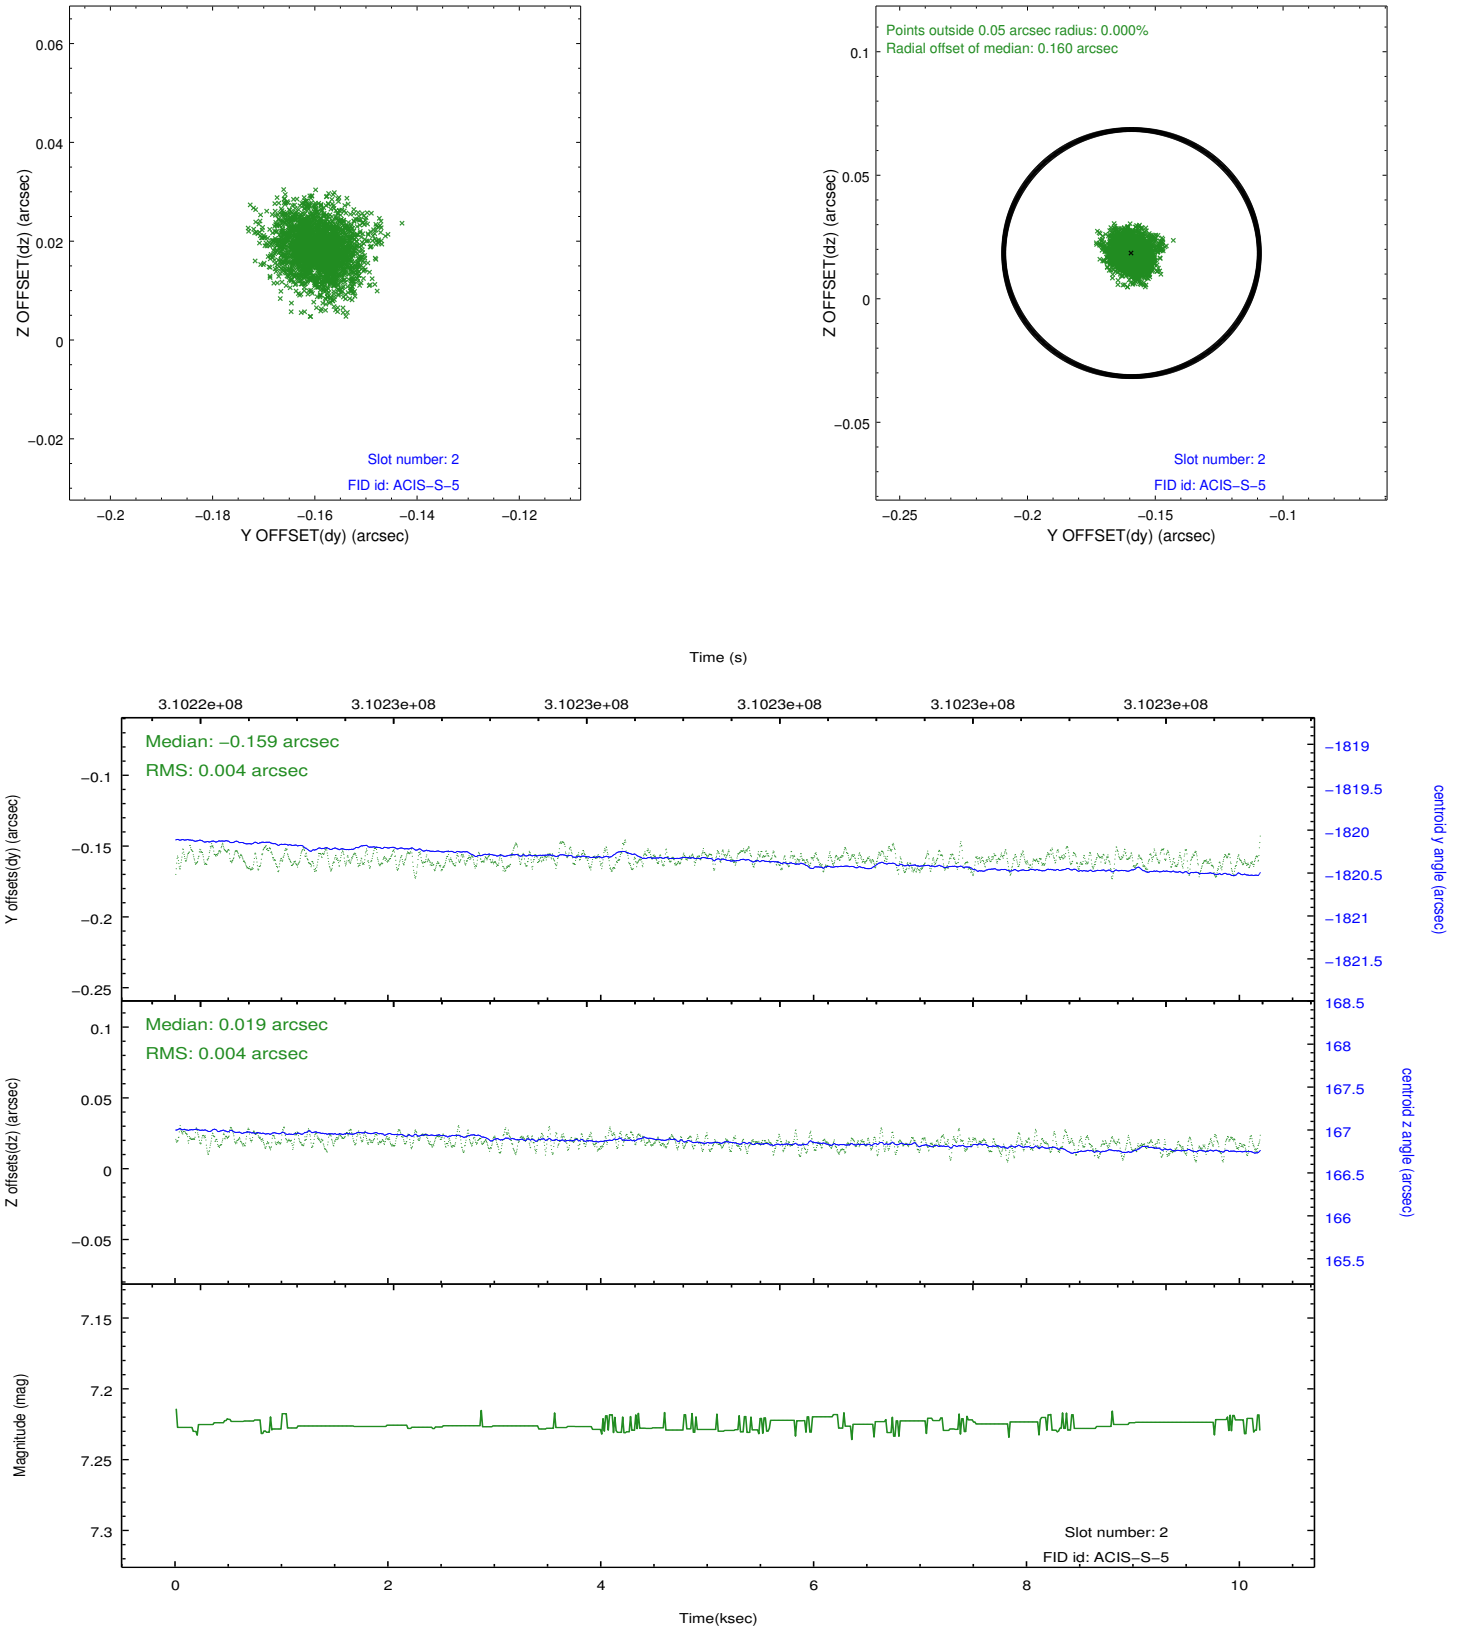 0.06
0.04
0.02
0
−0.02
Z OFFSET(dz) (arcsec)
Slot number: 2
FID id: ACIS−S−5
−0.2
−0.18
−0.16
−0.14
−0.12
Y OFFSET(dy) (arcsec)
Points outside 0.05 arcsec radius: 0.000%
Radial offset of median: 0.160 arcsec
0.1
0.05
0
−0.05
Z OFFSET(dz) (arcsec)
Slot number: 2
FID id: ACIS−S−5
−0.25
−0.2
−0.15
−0.1
Y OFFSET(dy) (arcsec)
Time (s)
3.1022e+08
3.1023e+08
3.1023e+08
3.1023e+08
3.1023e+08
3.1023e+08
Median: −0.159 arcsec
RMS: 0.004 arcsec
−0.1
−0.15
−0.2
−0.25
Y offsets(dy) (arcsec)
−1819
−1819.5
−1820
−1820.5
−1821
−1821.5
centroid y angle (arcsec)
Median: 0.019 arcsec
RMS: 0.004 arcsec
0.1
0.05
0
−0.05
Z offsets(dz) (arcsec)
168.5
168
167.5
167
166.5
166
165.5
centroid z angle (arcsec)
7.15
7.2
7.25
7.3
Magnitude (mag)
Slot number: 2
FID id: ACIS−S−5
0
2
4
6
8
10
Time(ksec)